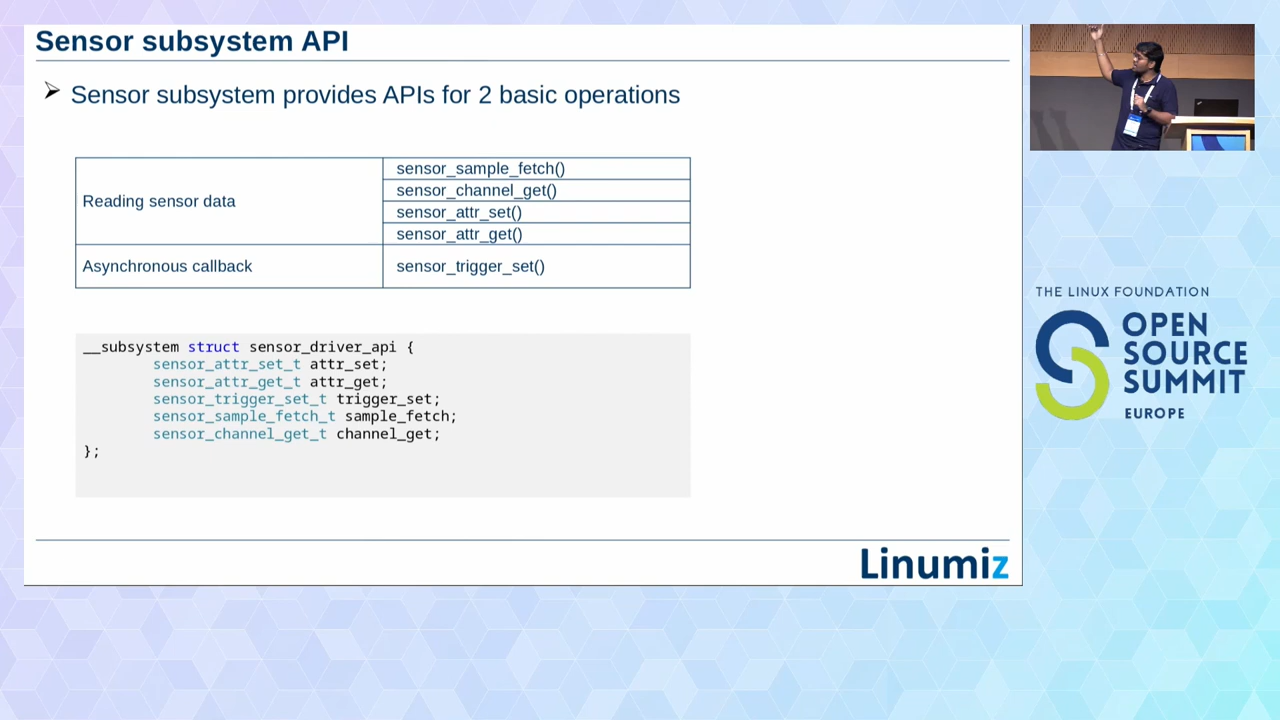 Sensor subsystem API
Sensor subsystem provides APIs for 2 basic operations
Reading sensor data
sensor_sample_fetch()
sensor_channel_get()
sensor_attr_set()
sensor_attr_get()
Asynchronous callback
sensor_trigger_set()
__subsystem struct sensor_driver_api {
sensor_attr_set_t attr_set;
sensor_attr_get_t attr_get;
sensor_trigger_set_t trigger_set;
sensor_sample_fetch_t sample_fetch;
sensor_channel_get_t channel_get;
};
Linumiz
THE LINUX FOUNDATION
OPEN
SOURCE
SUMMIT
EUROPE